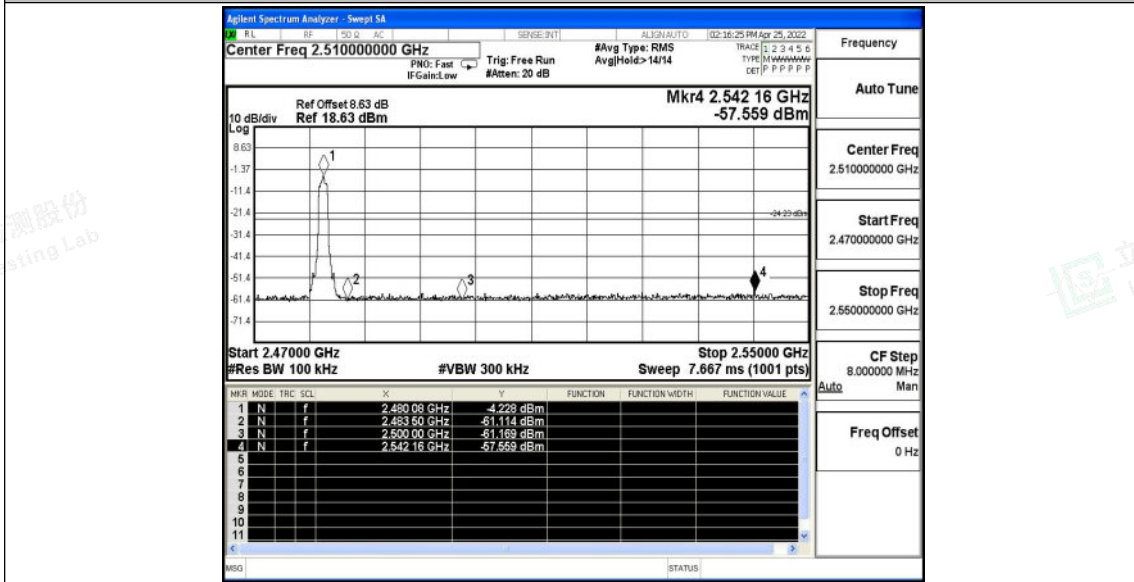 Agilent Spectrum Analyzer - Swept SA
RL RF 50 Ω AC SENSE:INT ALIGNAUTO 02:16:25 PM Apr 25, 2022
Center Freq 2.510000000 GHz
PNO: Fast
IFGain:Low
Trig: Free Run
#Atten: 20 dB
#Avg Type: RMS
Avg|Hold:>14/14
TRACE 1 2 3 4 5 6
TYPE M WWWWW
DET P P P P P P
Ref Offset 8.63 dB
10 dB/div Ref 18.63 dBm
Log
Mkr4 2.542 16 GHz
-57.559 dBm
8.63
-1.37
-11.4
-21.4
-31.4
-41.4
-51.4
-61.4
-71.4
1
2
3
4
-24.23 dBm
Start 2.47000 GHz Stop 2.55000 GHz
#Res BW 100 kHz #VBW 300 kHz Sweep 7.667 ms (1001 pts)
MKR MODE TRC SCL X Y FUNCTION FUNCTION WIDTH FUNCTION VALUE
1 N f 2.480 08 GHz -4.228 dBm
2 N f 2.483 50 GHz -61.114 dBm
3 N f 2.500 00 GHz -61.169 dBm
4 N f 2.542 16 GHz -57.559 dBm
5
6
7
8
9
10
11
MSG STATUS
Frequency
Auto Tune
Center Freq
2.510000000 GHz
Start Freq
2.470000000 GHz
Stop Freq
2.550000000 GHz
CF Step
8.000000 MHz
Auto Man
Freq Offset
0 Hz
测股份
sting Lab
立